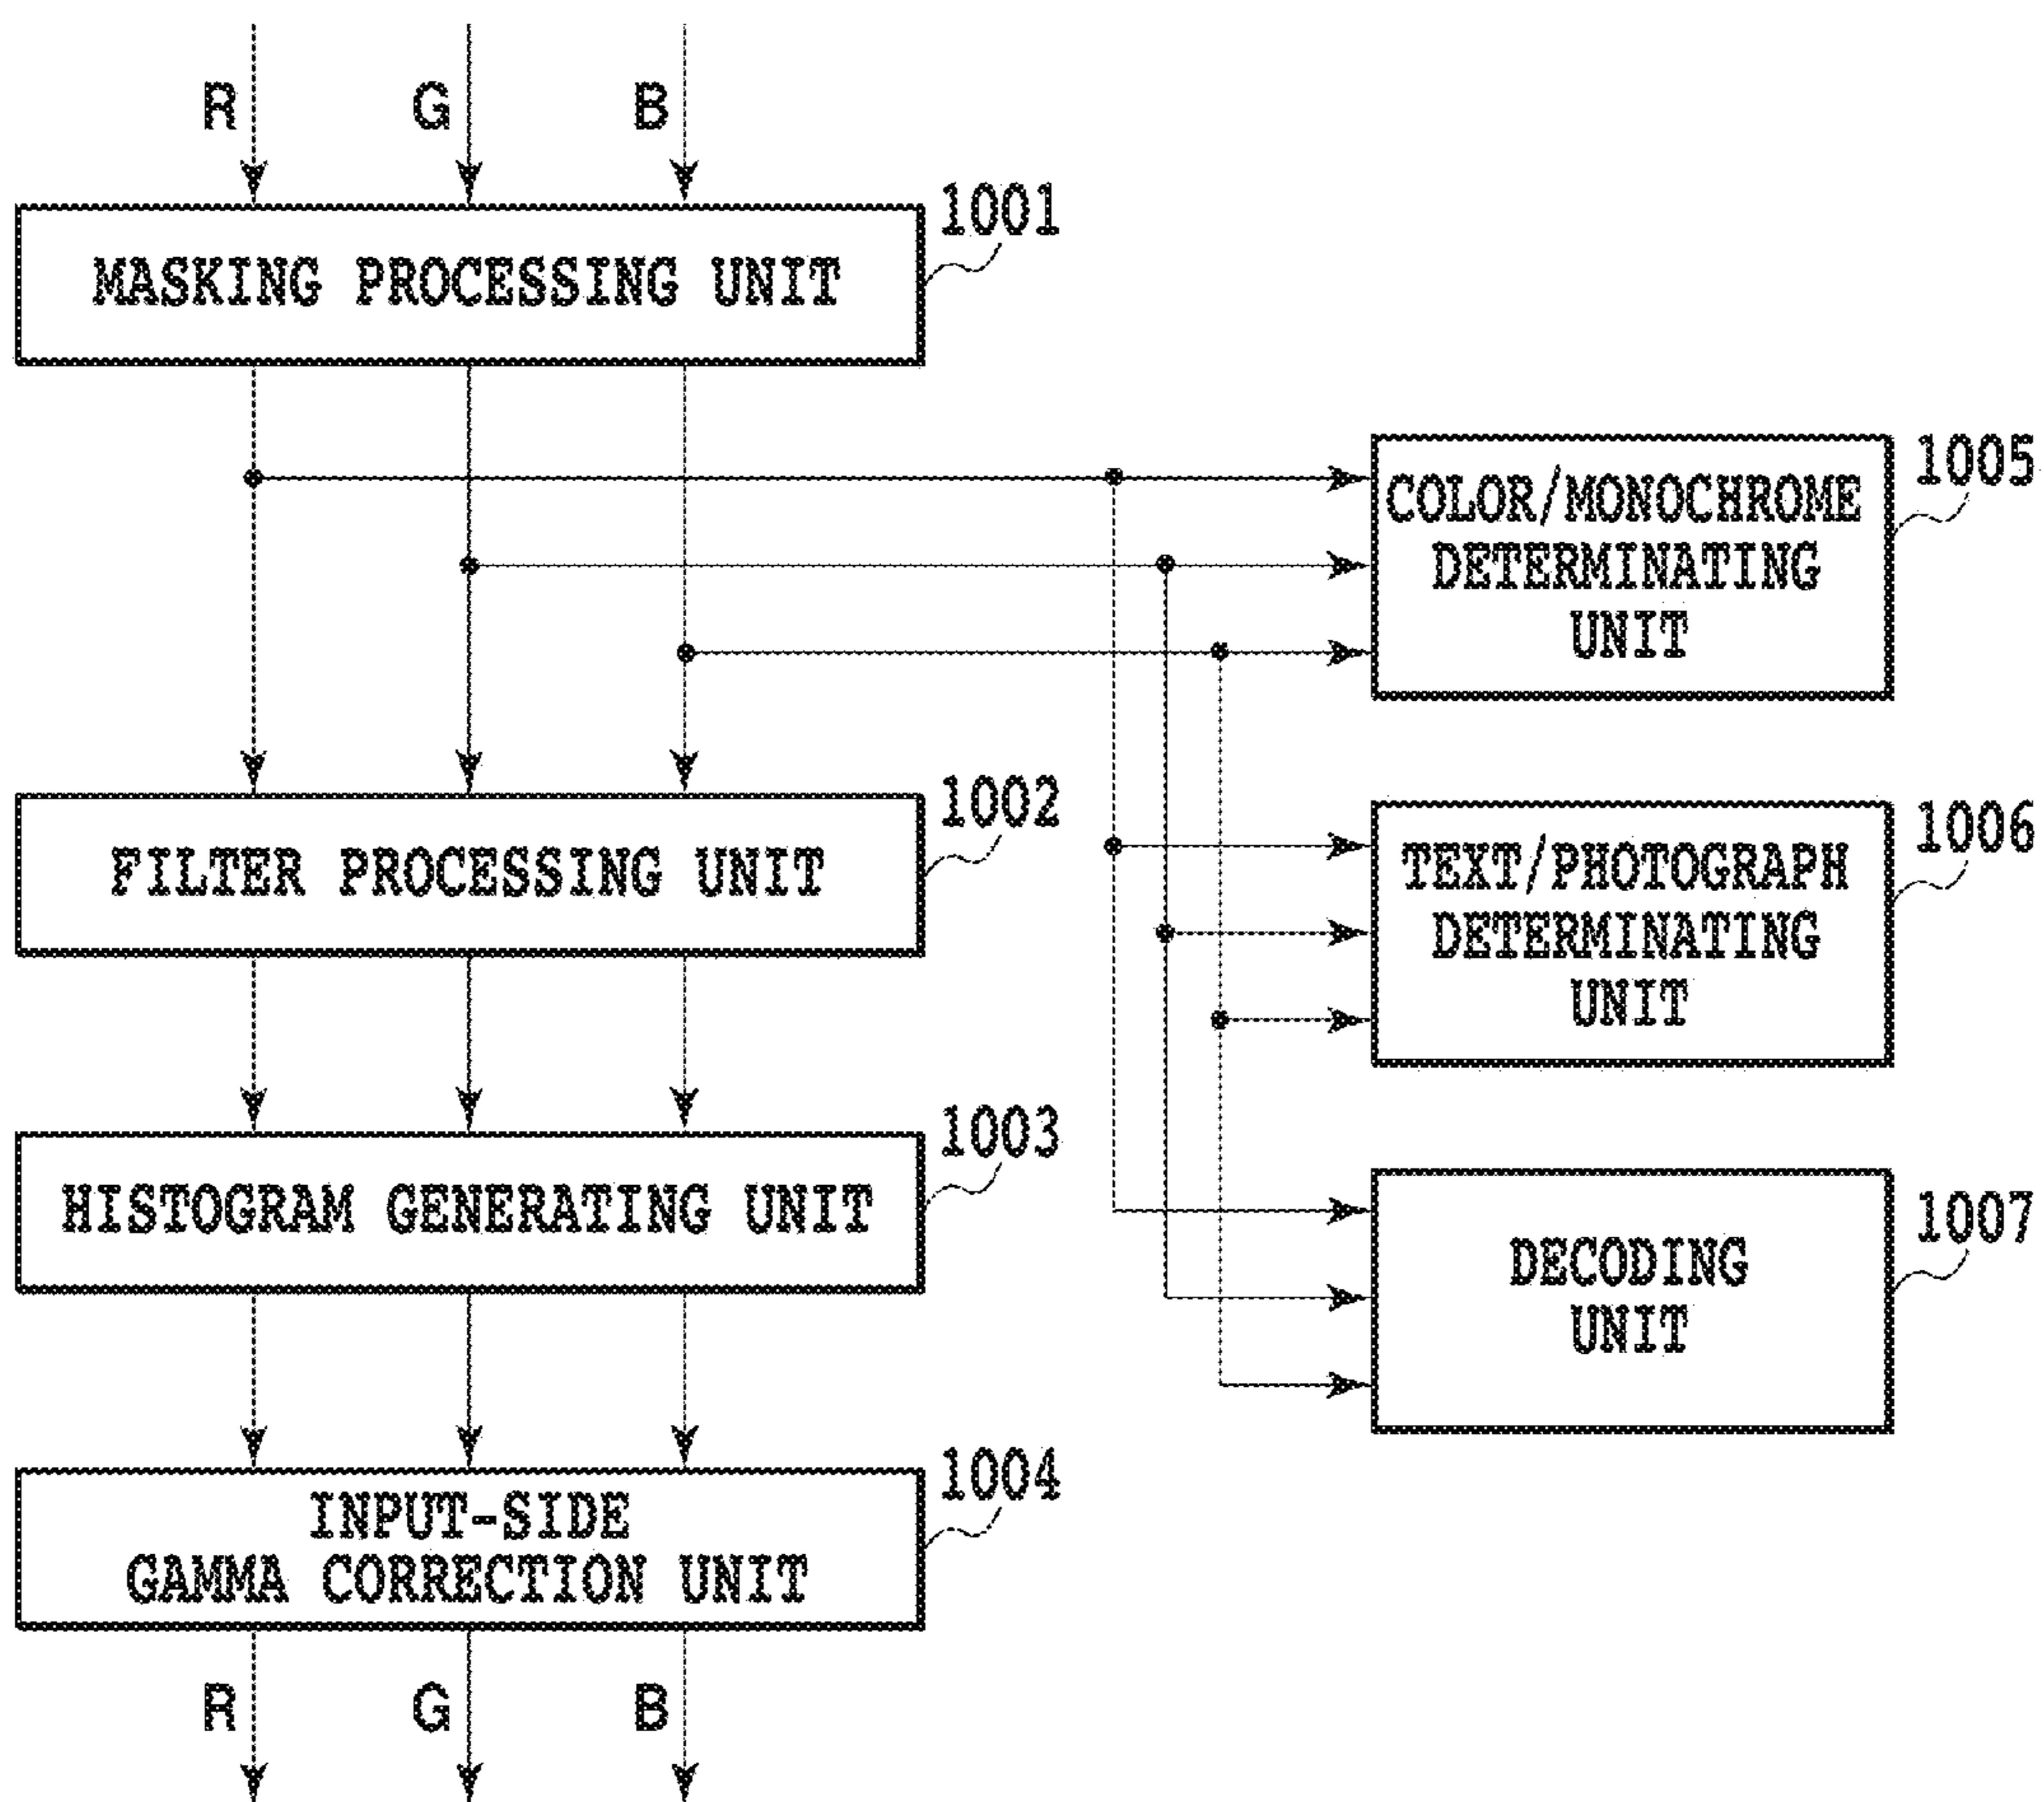 R G B
1001
MASKING PROCESSING UNIT
1005
COLOR/MONOCHROME
DETERMINATING
UNIT
1002
FILTER PROCESSING UNIT
1006
TEXT/PHOTOGRAPH
DETERMINATING
UNIT
1003
HISTOGRAM GENERATING UNIT
1007
DECODING
UNIT
1004
INPUT-SIDE
GAMMA CORRECTION UNIT
R G B